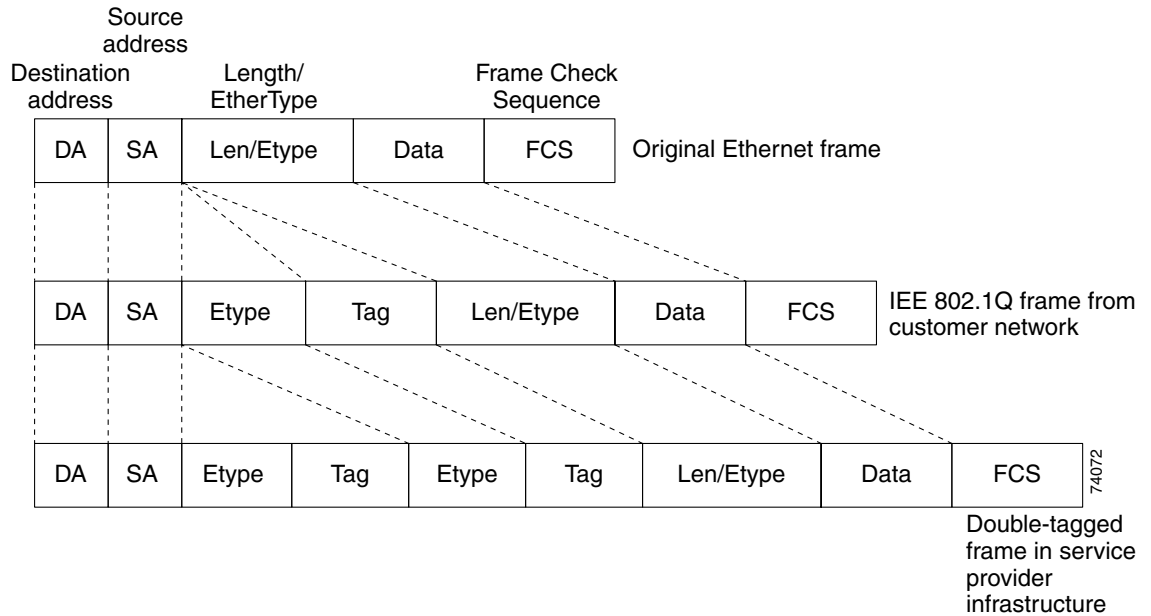 Source
address
Destination
address
Length/
EtherType
Frame Check
Sequence
DA SA Len/Etype Data FCS Original Ethernet frame
DA SA Etype Tag Len/Etype Data FCS
IEE 802.1Q frame from
customer network
DA SA Etype Tag Etype Tag Len/Etype Data FCS
74072
Double-tagged
frame in service
provider
infrastructure